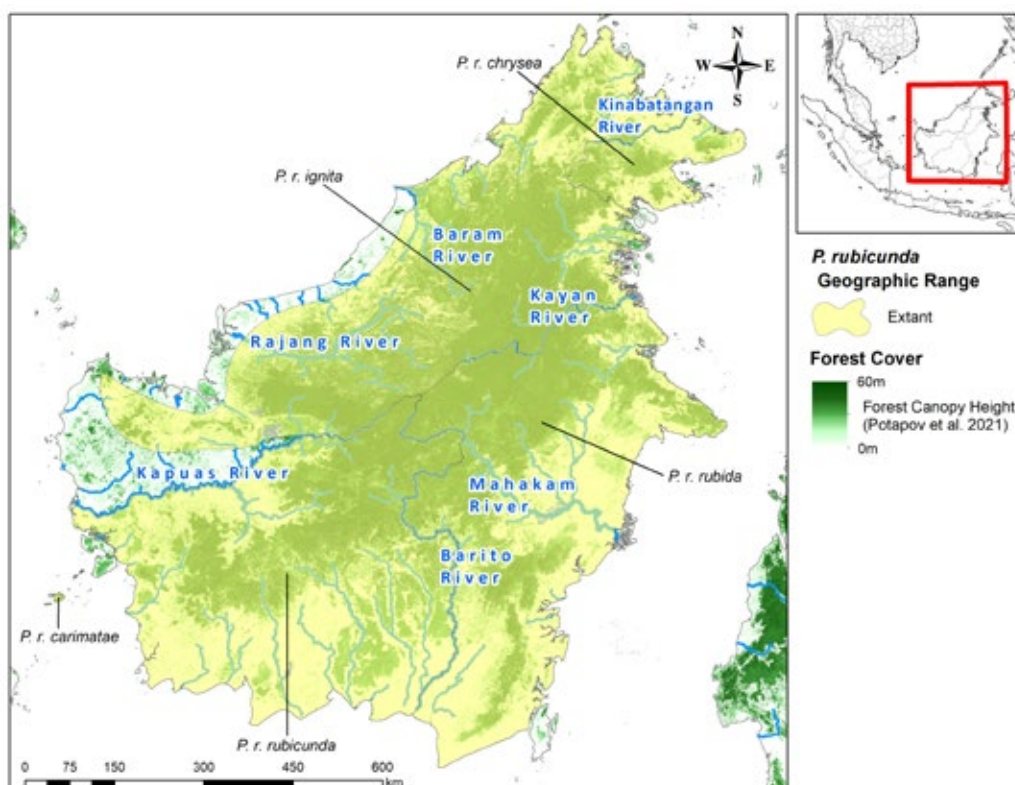 N
W E
S
P. r. chrysea
Kinabatangan
River
P. r. ignita
Baram
River
Kayan
River
Rajang River
Kapuas River
Mahakam
River
P. r. rubida
Barito
River
P. r. carimatae
P. r. rubicunda
0 75 150 300 450 600
km
P. rubicunda
Geographic Range
Extant
Forest Cover
60m
Forest Canopy Height
(Potapov et al. 2021)
0m